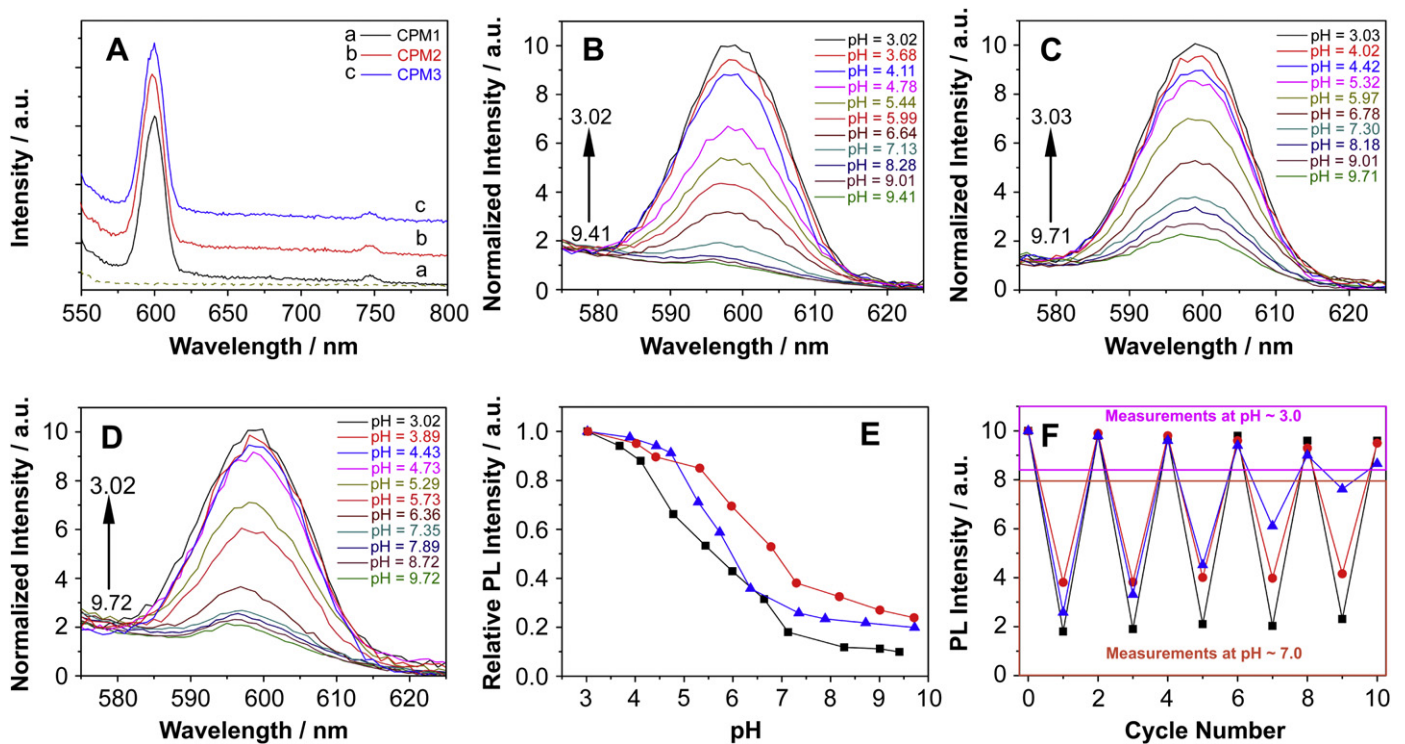 A
a CPM1
b CPM2
c CPM3
c
b
a
Intensity / a.u.
550 600 650 700 750 800
Wavelength / nm
B
pH = 3.02
pH = 3.68
pH = 4.11
pH = 4.78
pH = 5.44
pH = 5.99
pH = 6.64
pH = 7.13
pH = 8.28
pH = 9.01
pH = 9.41
3.02
9.41
Normalized Intensity / a.u.
10
8
6
4
2
0
580 590 600 610 620
Wavelength / nm
C
pH = 3.03
pH = 4.02
pH = 4.42
pH = 5.32
pH = 5.97
pH = 6.78
pH = 7.30
pH = 8.18
pH = 9.01
pH = 9.71
3.03
9.71
Normalized Intensity / a.u.
10
8
6
4
2
0
580 590 600 610 620
Wavelength / nm
D
pH = 3.02
pH = 3.89
pH = 4.43
pH = 4.73
pH = 5.29
pH = 5.73
pH = 6.36
pH = 7.35
pH = 7.89
pH = 8.72
pH = 9.72
3.02
9.72
Normalized Intensity / a.u.
10
8
6
4
2
0
580 590 600 610 620
Wavelength / nm
E
Relative PL Intensity / a.u.
1.0
0.8
0.6
0.4
0.2
0.0
3 4 5 6 7 8 9 10
pH
Measurements at pH ~ 3.0
F
Measurements at pH ~ 7.0
PL Intensity / a.u.
10
8
6
4
2
0
0 2 4 6 8 10
Cycle Number